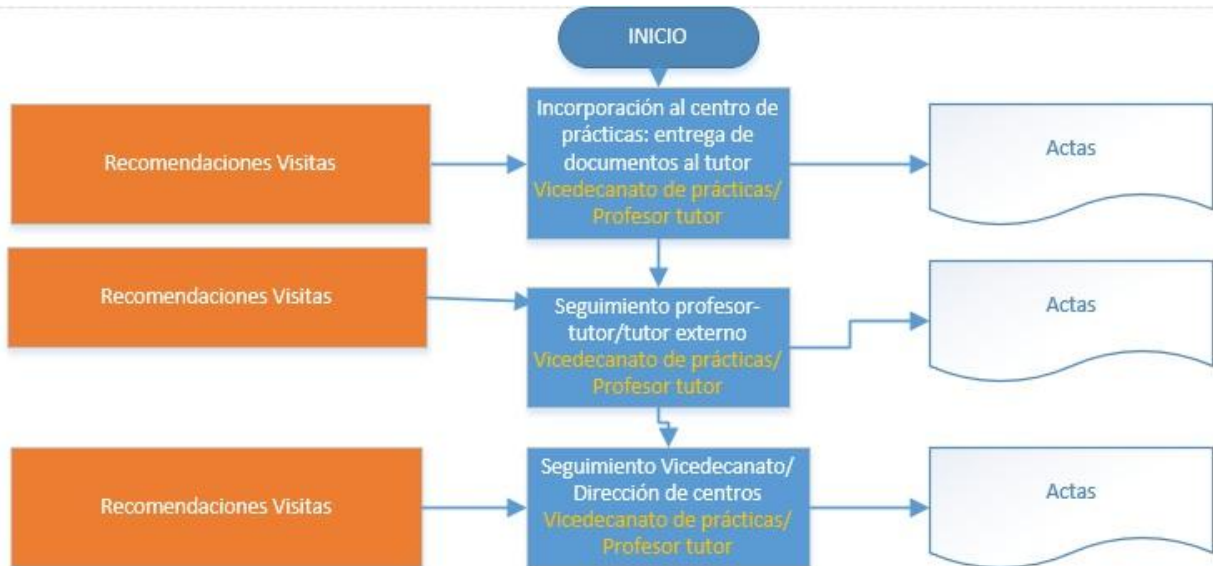 INICIO
Recomendaciones Visitas
Incorporación al centro de
prácticas: entrega de
documentos al tutor
Vicedecanato de prácticas/
Profesor tutor
Actas
Recomendaciones Visitas
Seguimiento profesor-
tutor/tutor externo
Vicedecanato de prácticas/
Profesor tutor
Actas
Recomendaciones Visitas
Seguimiento Vicedecanato/
Dirección de centros
Vicedecanato de prácticas/
Profesor tutor
Actas